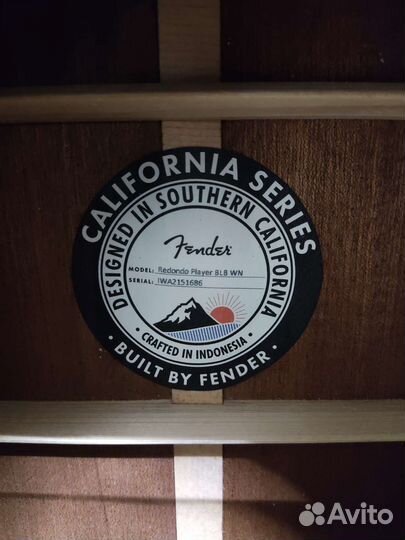 CALIFORNIA SERIES
DESIGNED IN SOUTHERN CALIFORNIA
Fender
MODEL: Redondo Player BLB WN
SERIAL: IWA2151686
• CRAFTED IN INDONESIA •
• BUILT BY FENDER •
Avito